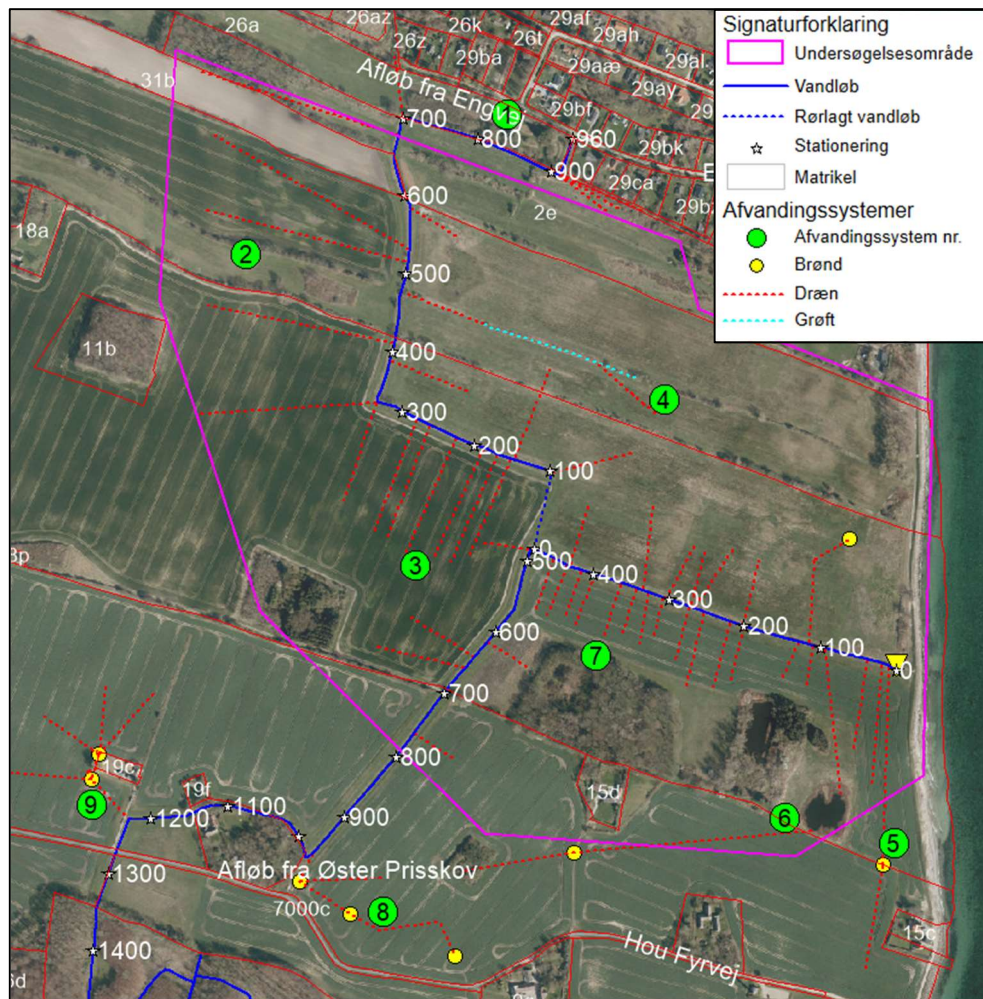 26a
26az
26k
29af
26z
26t
29ah
29ba
29aæ
29al
31b
29ay
Afløb fra Engvej
29bf
1
700
800
960
29bk
900
29ca
600
2e
18a
2
500
11b
400
4
300
200
100
3
0
500
400
300
600
7
200
100
0
700
800
19c
15d
9
19f
1100
1200
900
6
5
1300
Afløb fra Øster Prisskov
7000c
8
1400
Hou Fyrvej
15c
Signaturforklaring
Undersøgelsesområde
Vandløb
Rørlagt vandløb
Stationering
Matrikel
Afvandingssystemer
Afvandingssystem nr.
Brønd
Dræn
Grøft